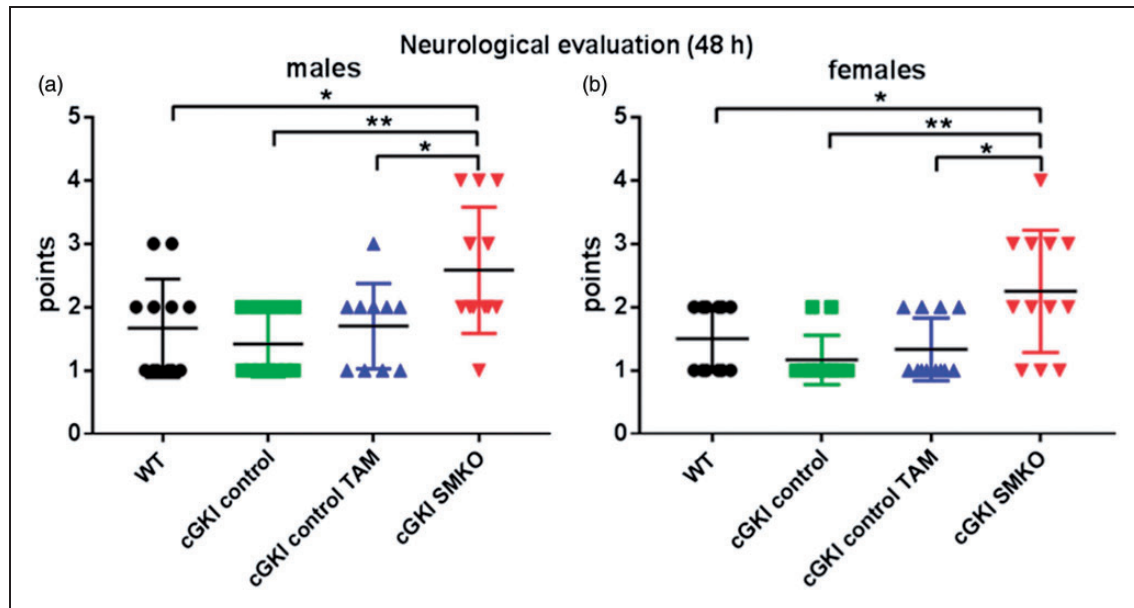 Neurological evaluation (48 h)
(a)
males
*
**
*
points
5
4
3
2
1
0
WT
cGKI control
cGKI control TAM
cGKI SMKO
(b)
females
*
**
*
points
5
4
3
2
1
0
WT
cGKI control
cGKI control TAM
cGKI SMKO